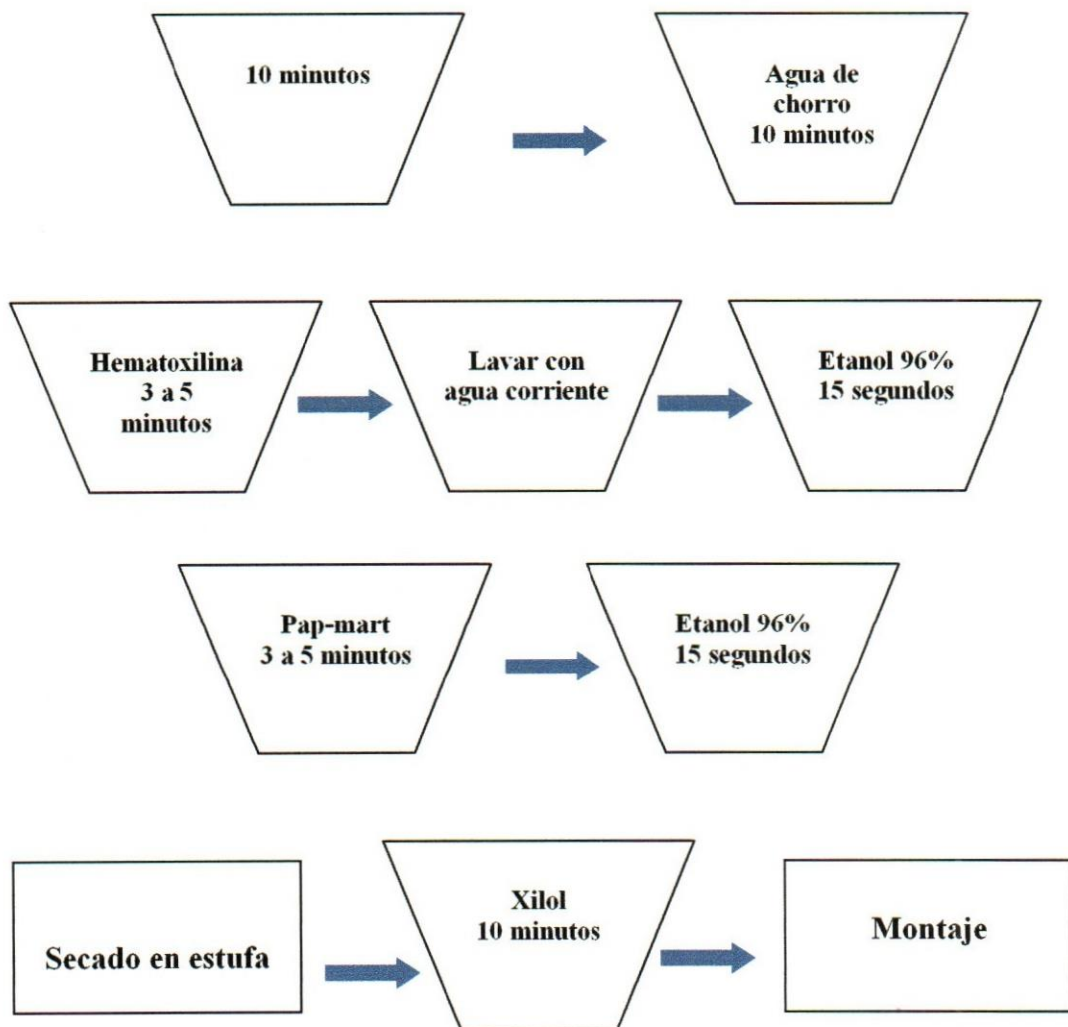 10 minutos
Agua de
chorro
10 minutos
Hematoxilina
3 a 5
minutos
Lavar con
agua corriente
Etanol 96%
15 segundos
Pap-mart
3 a 5 minutos
Etanol 96%
15 segundos
Secado en estufa
Xilol
10 minutos
Montaje